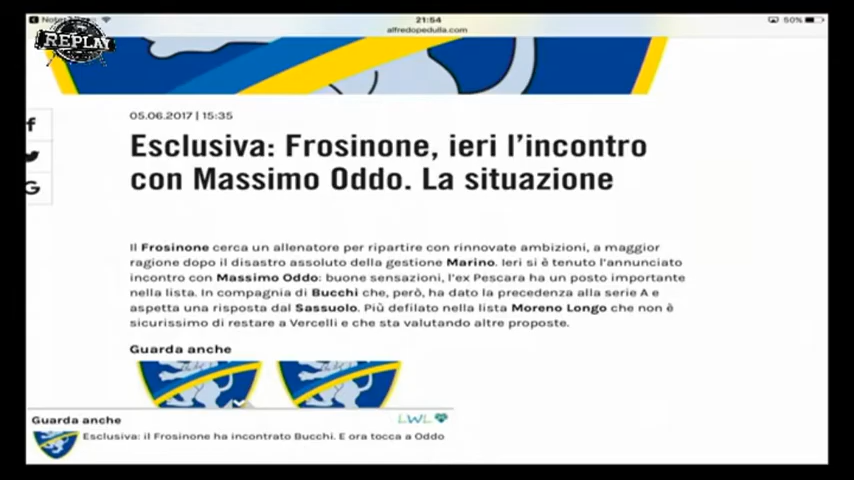 21:54
50%
alfredopedulla.com
REPLAY
05.06.2017 | 15:35
Esclusiva: Frosinone, ieri l'incontro
con Massimo Oddo. La situazione
Il Frosinone cerca un allenatore per ripartire con rinnovate ambizioni, a maggior
ragione dopo il disastro assoluto della gestione Marino. Ieri si è tenuto l'annunciato
incontro con Massimo Oddo: buone sensazioni, l'ex Pescara ha un posto importante
nella lista. In compagnia di Bucchi che, però, ha dato la precedenza alla serie A e
aspetta una risposta dal Sassuolo. Più defilato nella lista Moreno Longo che non è
sicurissimo di restare a Vercelli e che sta valutando altre proposte.
Guarda anche
Guarda anche
LWL
Esclusiva: il Frosinone ha incontrato Bucchi. E ora tocca a Oddo